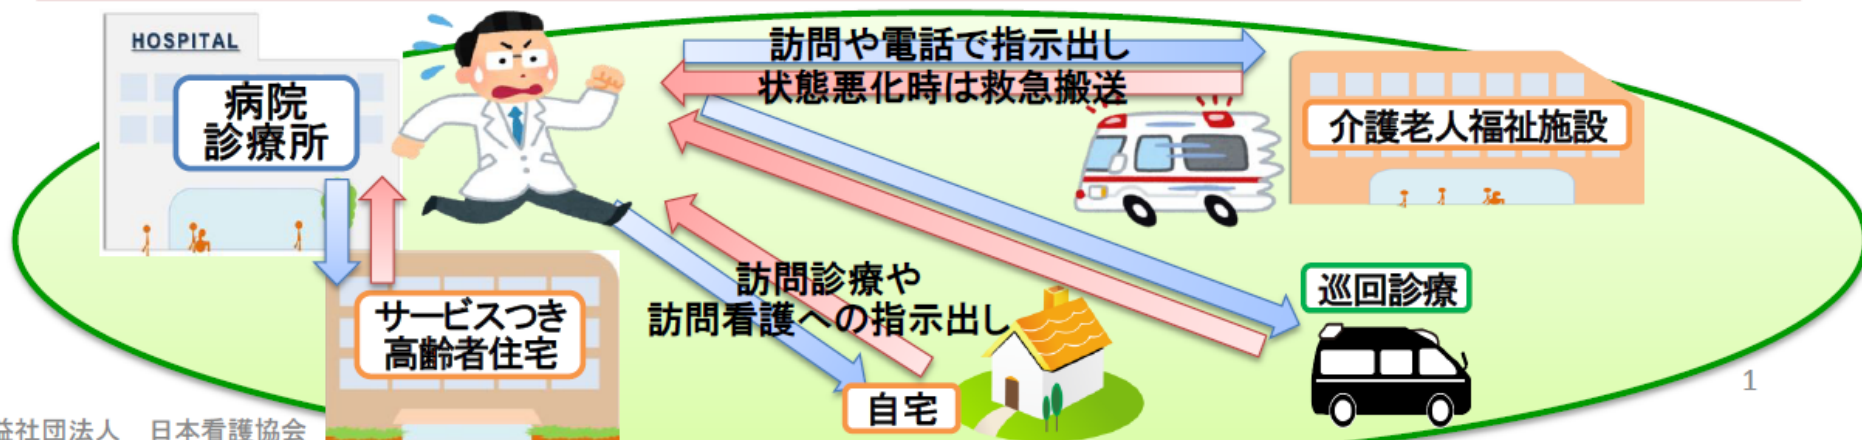 HOSPITAL
病院
診療所
訪問や電話で指示出し
状態悪化時は救急搬送
介護老人福祉施設
訪問診療や
訪問看護への指示出し
巡回診療
サービスつき
高齢者住宅
自宅
1
益社団法人 日本看護協会